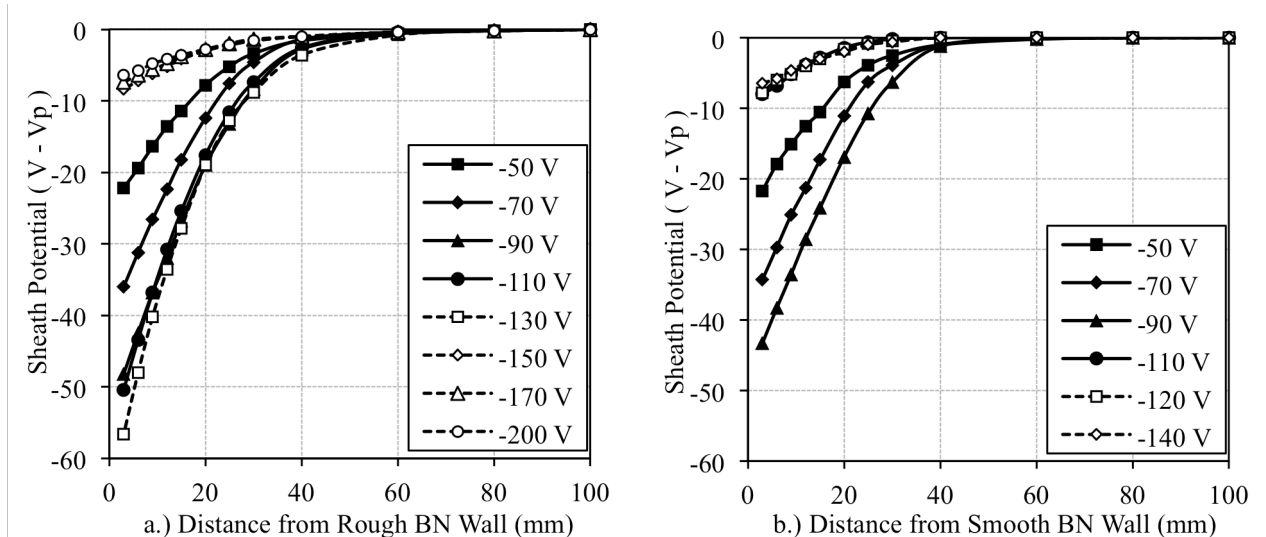 0
-10
-20
-30
-40
-50
-60
Sheath Potential ( V - Vp )
-50 V
-70 V
-90 V
-110 V
-130 V
-150 V
-170 V
-200 V
0 20 40 60 80 100
a.) Distance from Rough BN Wall (mm)
0
-10
-20
-30
-40
-50
-60
Sheath Potential ( V - Vp )
-50 V
-70 V
-90 V
-110 V
-120 V
-140 V
0 20 40 60 80 100
b.) Distance from Smooth BN Wall (mm)